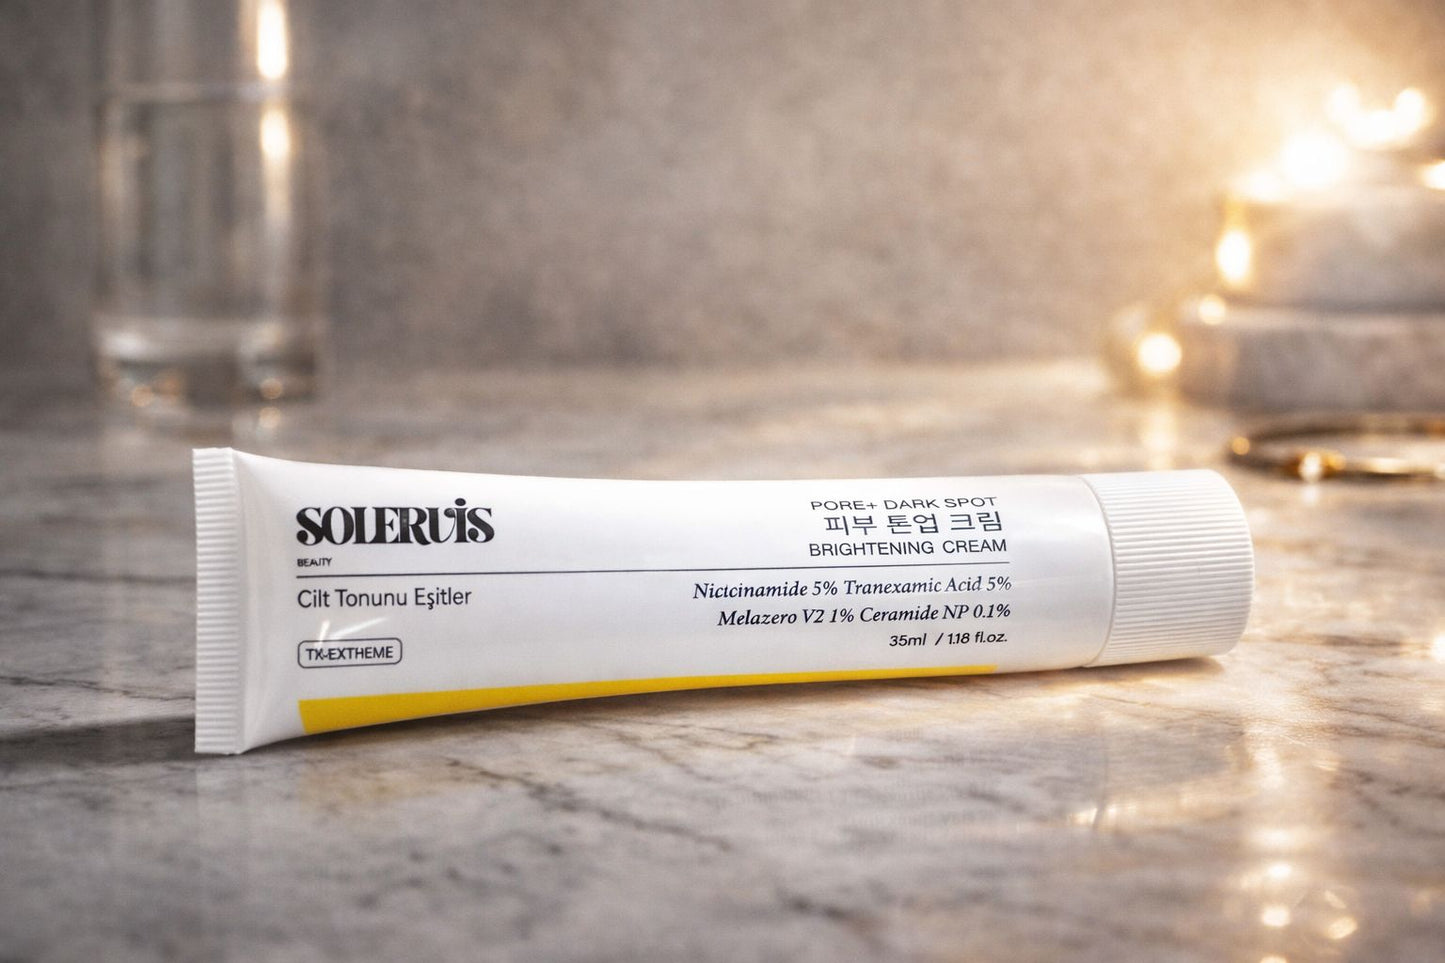 SOLERVİS
BEAUTY
Cilt Tonunu Eşitler
TX-EXTHEME
PORE+ DARK SPOT
피부 톤업 크림
BRIGHTENING CREAM
Nictcinamide 5% Tranexamic Acid 5%
Melazero V2 1% Ceramide NP 0.1%
35ml / 1.18 fl.oz.